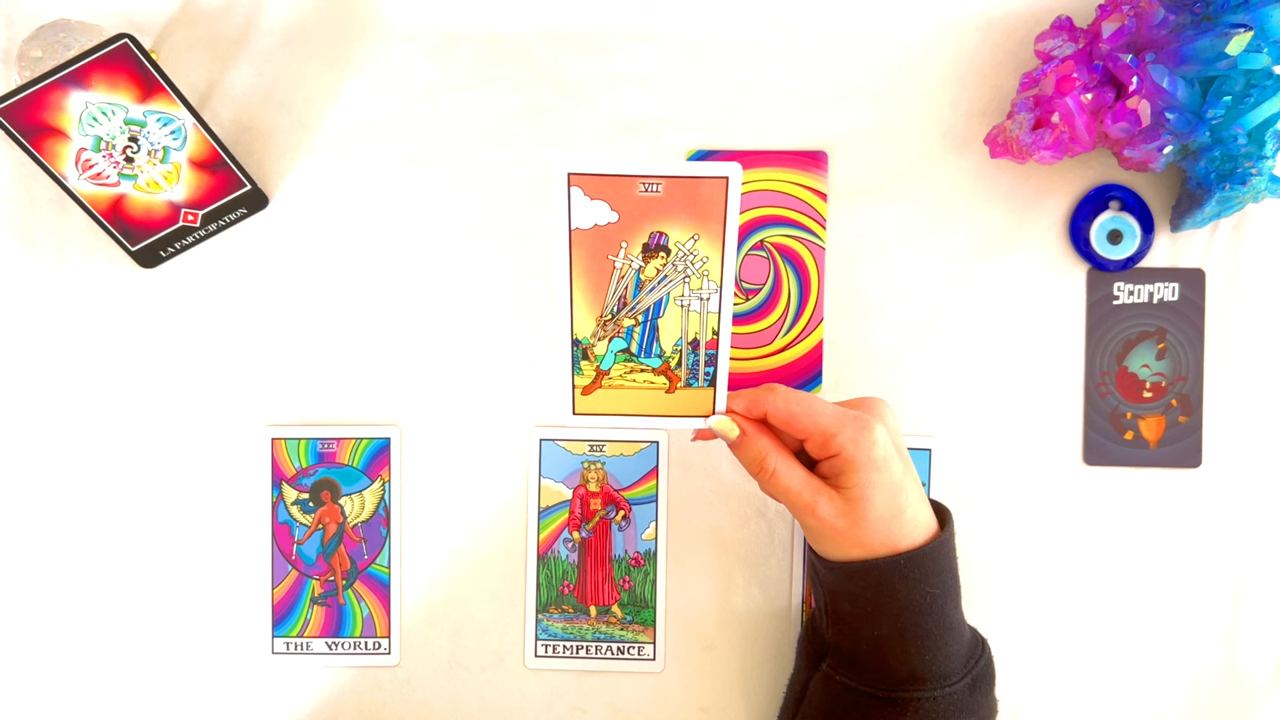 LA PARTICIPATION
VII
Scorpio
XXI
THE WORLD.
XIV
TEMPERANCE.